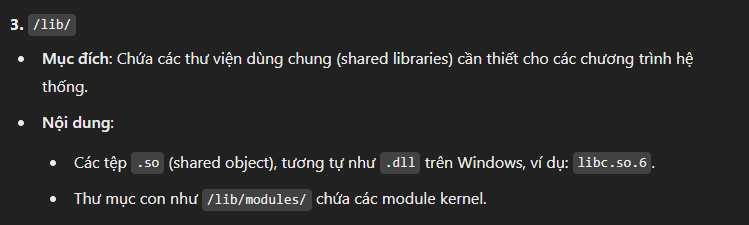 3. /lib/
• Mục đích: Chứa các thư viện dùng chung (shared libraries) cần thiết cho các chương trình hệ
thống.
• Nội dung:
• Các tệp .so (shared object), tương tự như .dll trên Windows, ví dụ: libc.so.6.
• Thư mục con như /lib/modules/ chứa các module kernel.